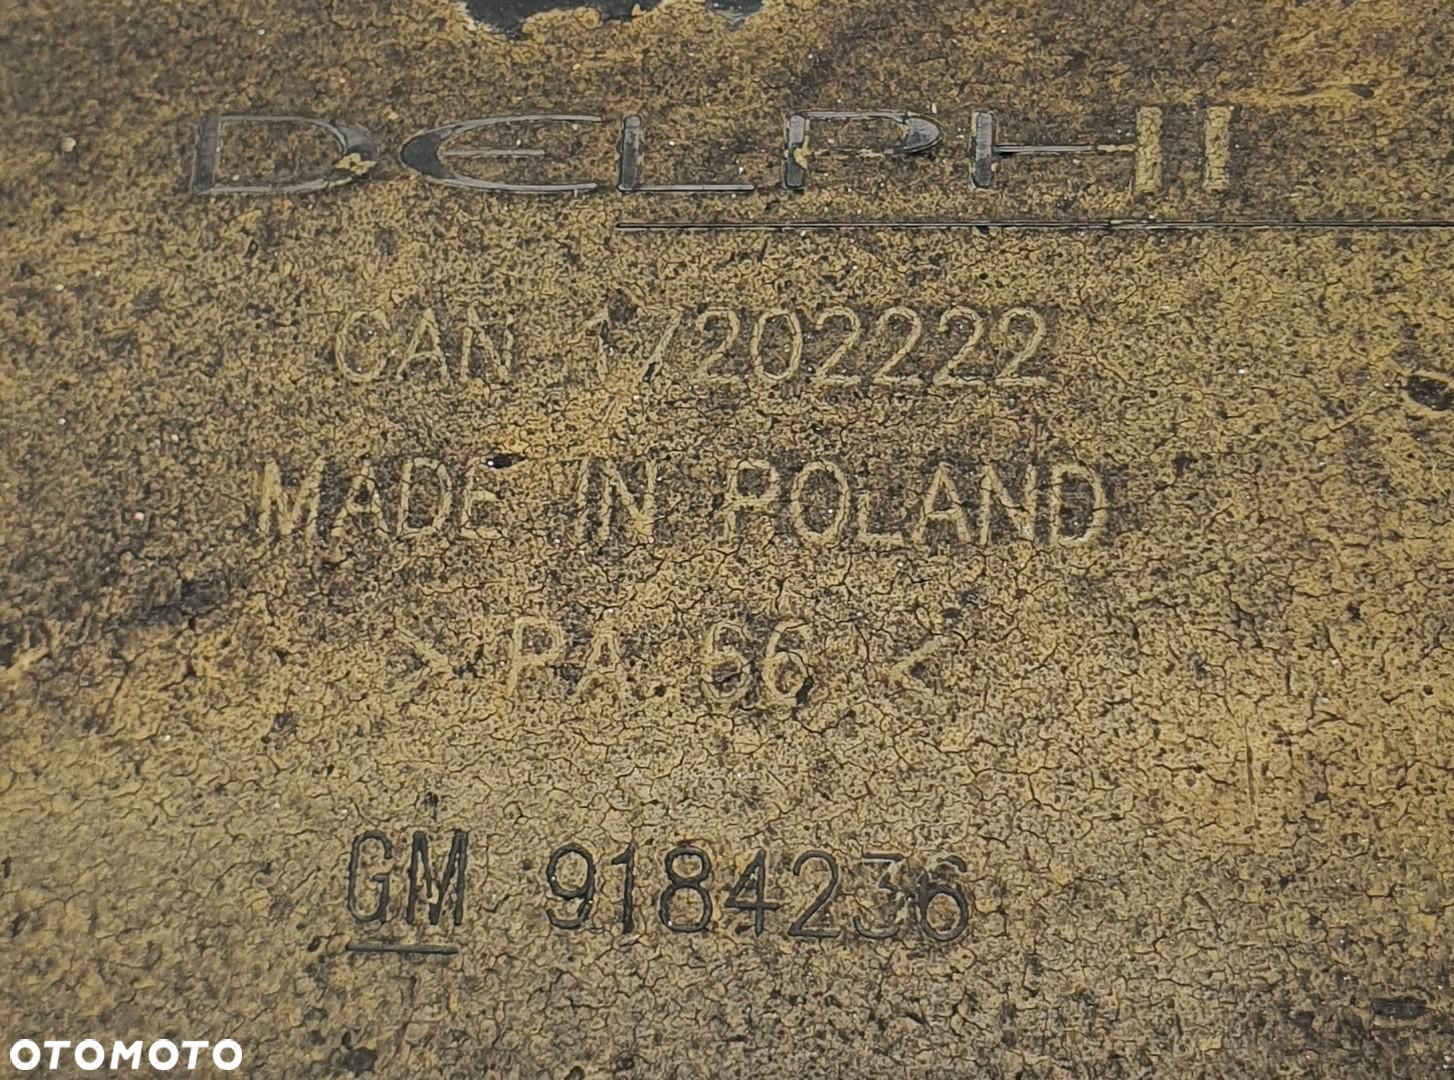 DELPHI
CAN 17202222
MADE IN POLAND
>PA 66<
GM 9184236
OTOMOTO